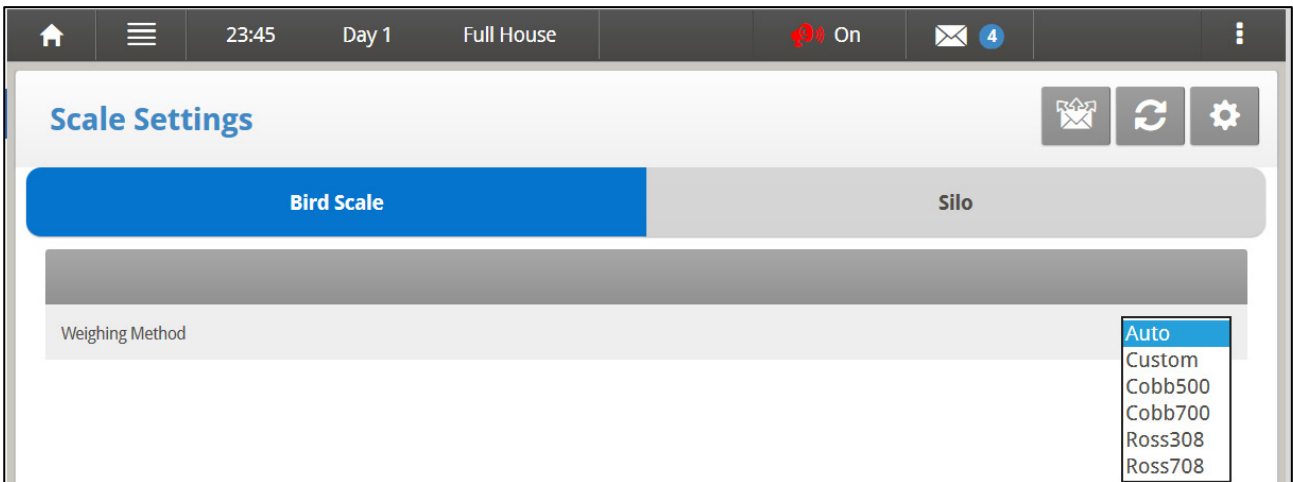 23:45 Day 1 Full House On 4
Scale Settings
Bird Scale Silo
Weighing Method Auto
Custom
Cobb500
Cobb700
Ross308
Ross708